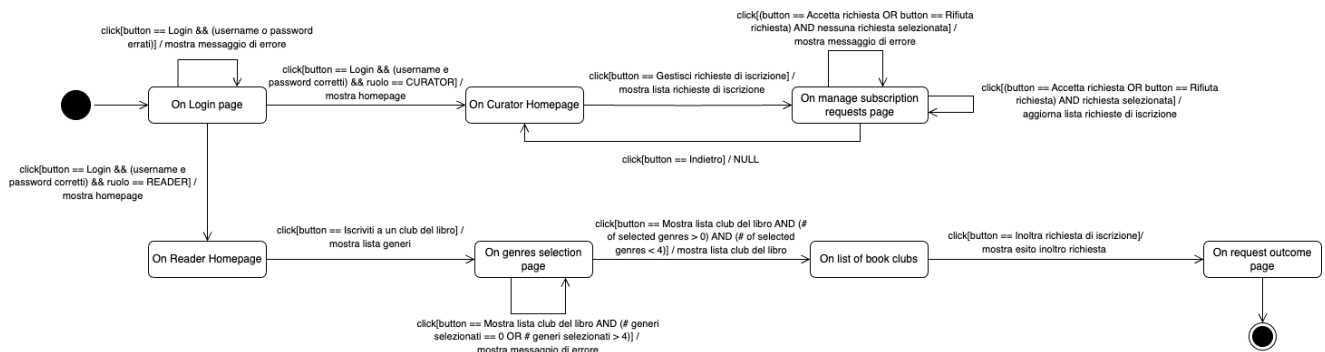 click[button == Login && (username o password
errati)] / mostra messaggio di errore
click[(button == Accetta richiesta OR button == Rifiuta
richiesta) AND nessuna richiesta selezionata] /
mostra messaggio di errore
click[button == Login && (username e
password corretti) && ruolo == CURATOR] /
mostra homepage
click[button == Gestisci richieste di iscrizione] /
mostra lista richieste di iscrizione
On Login page
On Curator Homepage
On manage subscription
requests page
click[(button == Accetta richiesta OR button == Rifiuta
richiesta) AND richiesta selezionata] /
aggiorna lista richieste di iscrizione
click[button == Indietro] / NULL
click[button == Login && (username e
password corretti) && ruolo == READER] /
mostra homepage
click[button == Iscriviti a un club del libro] /
mostra lista generi
click[button == Mostra lista club del libro AND (#
of selected genres > 0) AND (# of selected
genres < 4)] / mostra lista club del libro
click[button == Inoltra richiesta di iscrizione]/
mostra esito inoltro richiesta
On Reader Homepage
On genres selection
page
On list of book clubs
On request outcome
page
click[button == Mostra lista club del libro AND (# generi
selezionati == 0 OR # generi selezionati > 4)] /
mostra messaggio di errore